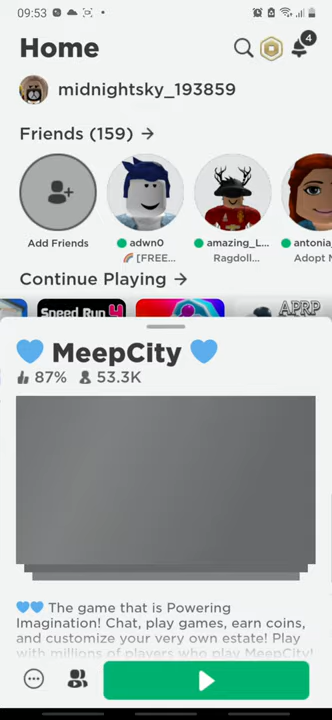 09:53
Home
4
midnightsky_193859
Friends (159) →
Add Friends
adwn0
amazing_L...
antonia_
🌈 [FREE...
Ragdoll...
Adopt M
Continue Playing →
Speed Run 4
APRP
💙 MeepCity 💙
87% 53.3K
💙💙 The game that is Powering
Imagination! Chat, play games, earn coins,
and customize your very own estate! Play
with millions of players who play MeepCity!